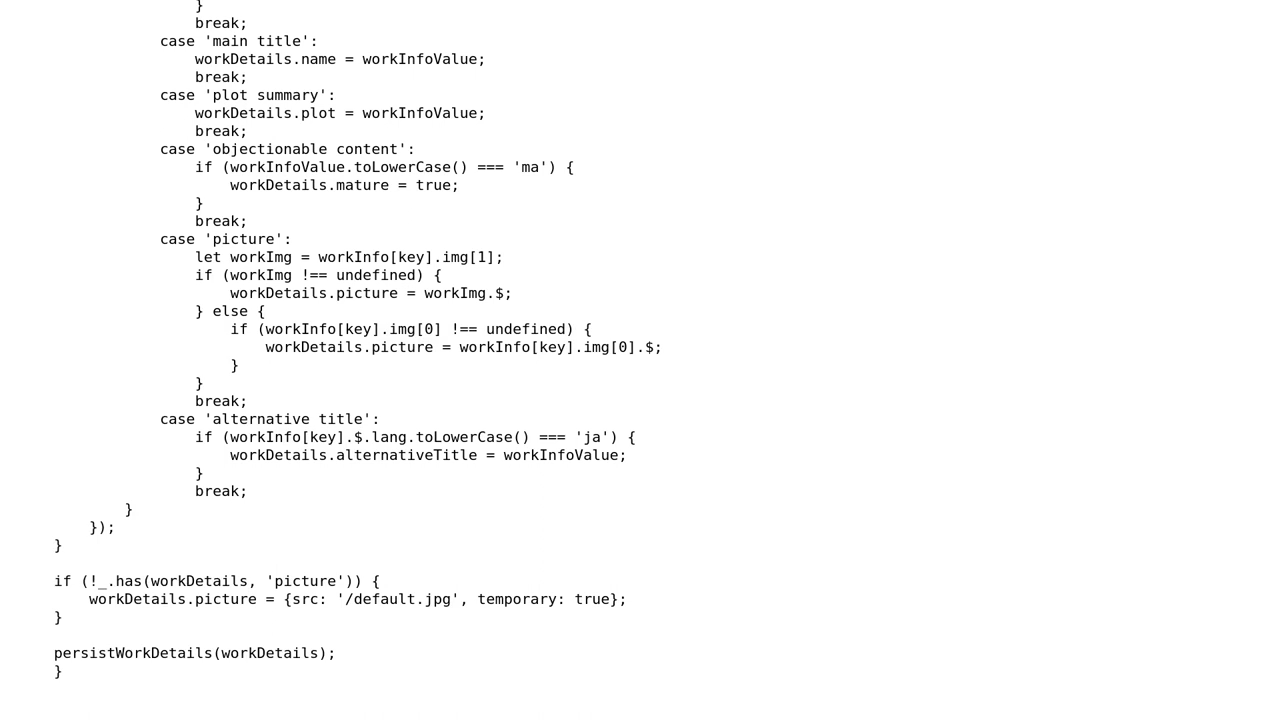 }
                break;
            case 'main title':
                workDetails.name = workInfoValue;
                break;
            case 'plot summary':
                workDetails.plot = workInfoValue;
                break;
            case 'objectionable content':
                if (workInfoValue.toLowerCase() === 'ma') {
                    workDetails.mature = true;
                }
                break;
            case 'picture':
                let workImg = workInfo[key].img[1];
                if (workImg !== undefined) {
                    workDetails.picture = workImg.$;
                } else {
                    if (workInfo[key].img[0] !== undefined) {
                        workDetails.picture = workInfo[key].img[0].$;
                    }
                }
                break;
            case 'alternative title':
                if (workInfo[key].$.lang.toLowerCase() === 'ja') {
                    workDetails.alternativeTitle = workInfoValue;
                }
                break;
        }
    });
}

if (!_.has(workDetails, 'picture')) {
    workDetails.picture = {src: '/default.jpg', temporary: true};
}

persistWorkDetails(workDetails);
}